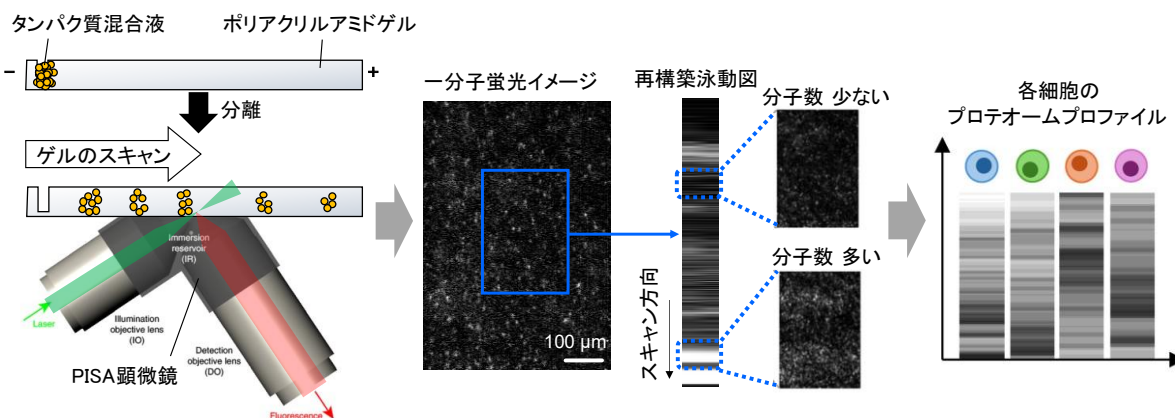 タンパク質混合液
ポリアクリルアミドゲル
−
+
分離
ゲルのスキャン
Immersion
reservoir
(IR)
Laser
Illumination
objective lens
(IO)
Detection
objective lens
(DO)
PISA顕微鏡
Fluorescence
一分子蛍光イメージ
100 μm
再構築泳動図
スキャン方向
分子数 少ない
分子数 多い
各細胞の
プロテオームプロファイル